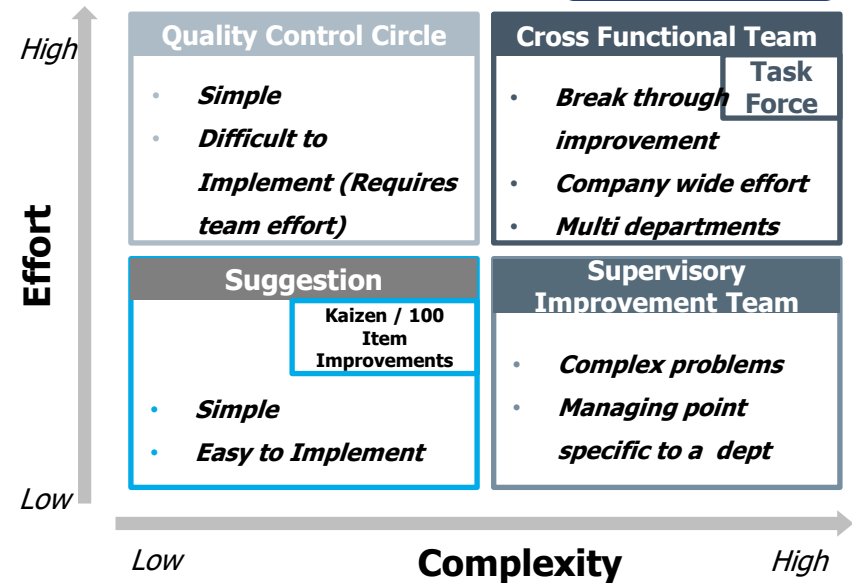 High
Quality Control Circle
• Simple
• Difficult to
Implement (Requires
team effort)
Cross Functional Team
Task
Force
• Break through
improvement
• Company wide effort
• Multi departments
Effort
Suggestion
Kaizen / 100
Item
Improvements
• Simple
• Easy to Implement
Supervisory
Improvement Team
• Complex problems
• Managing point
specific to a dept
Low
Low
Complexity
High